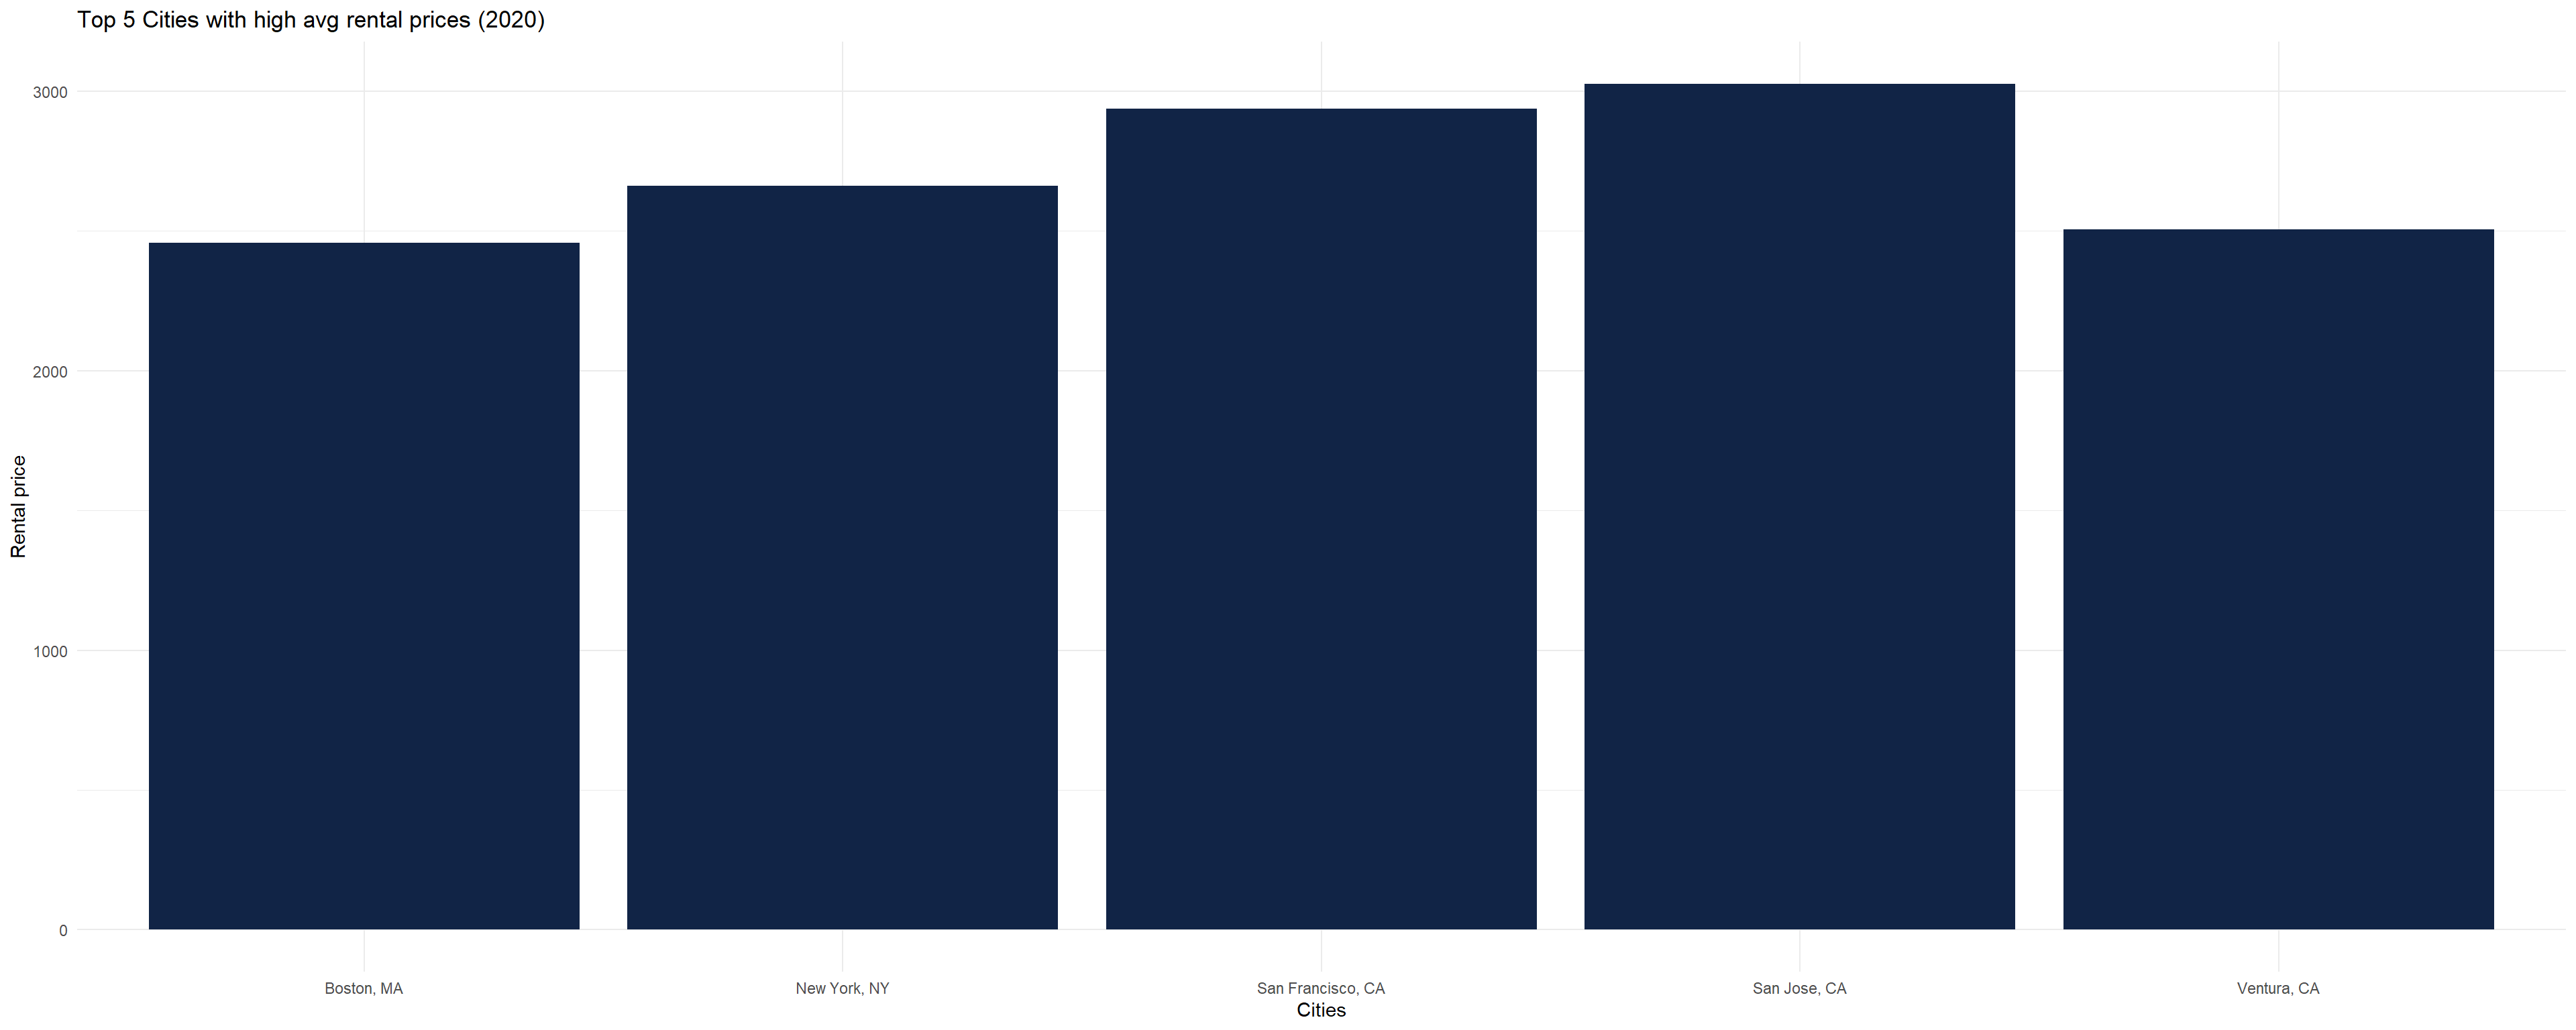 Top 5 Cities with high avg rental prices (2020)
Rental price
3000
2000
1000
0
Boston, MA
New York, NY
San Francisco, CA
San Jose, CA
Ventura, CA
Cities